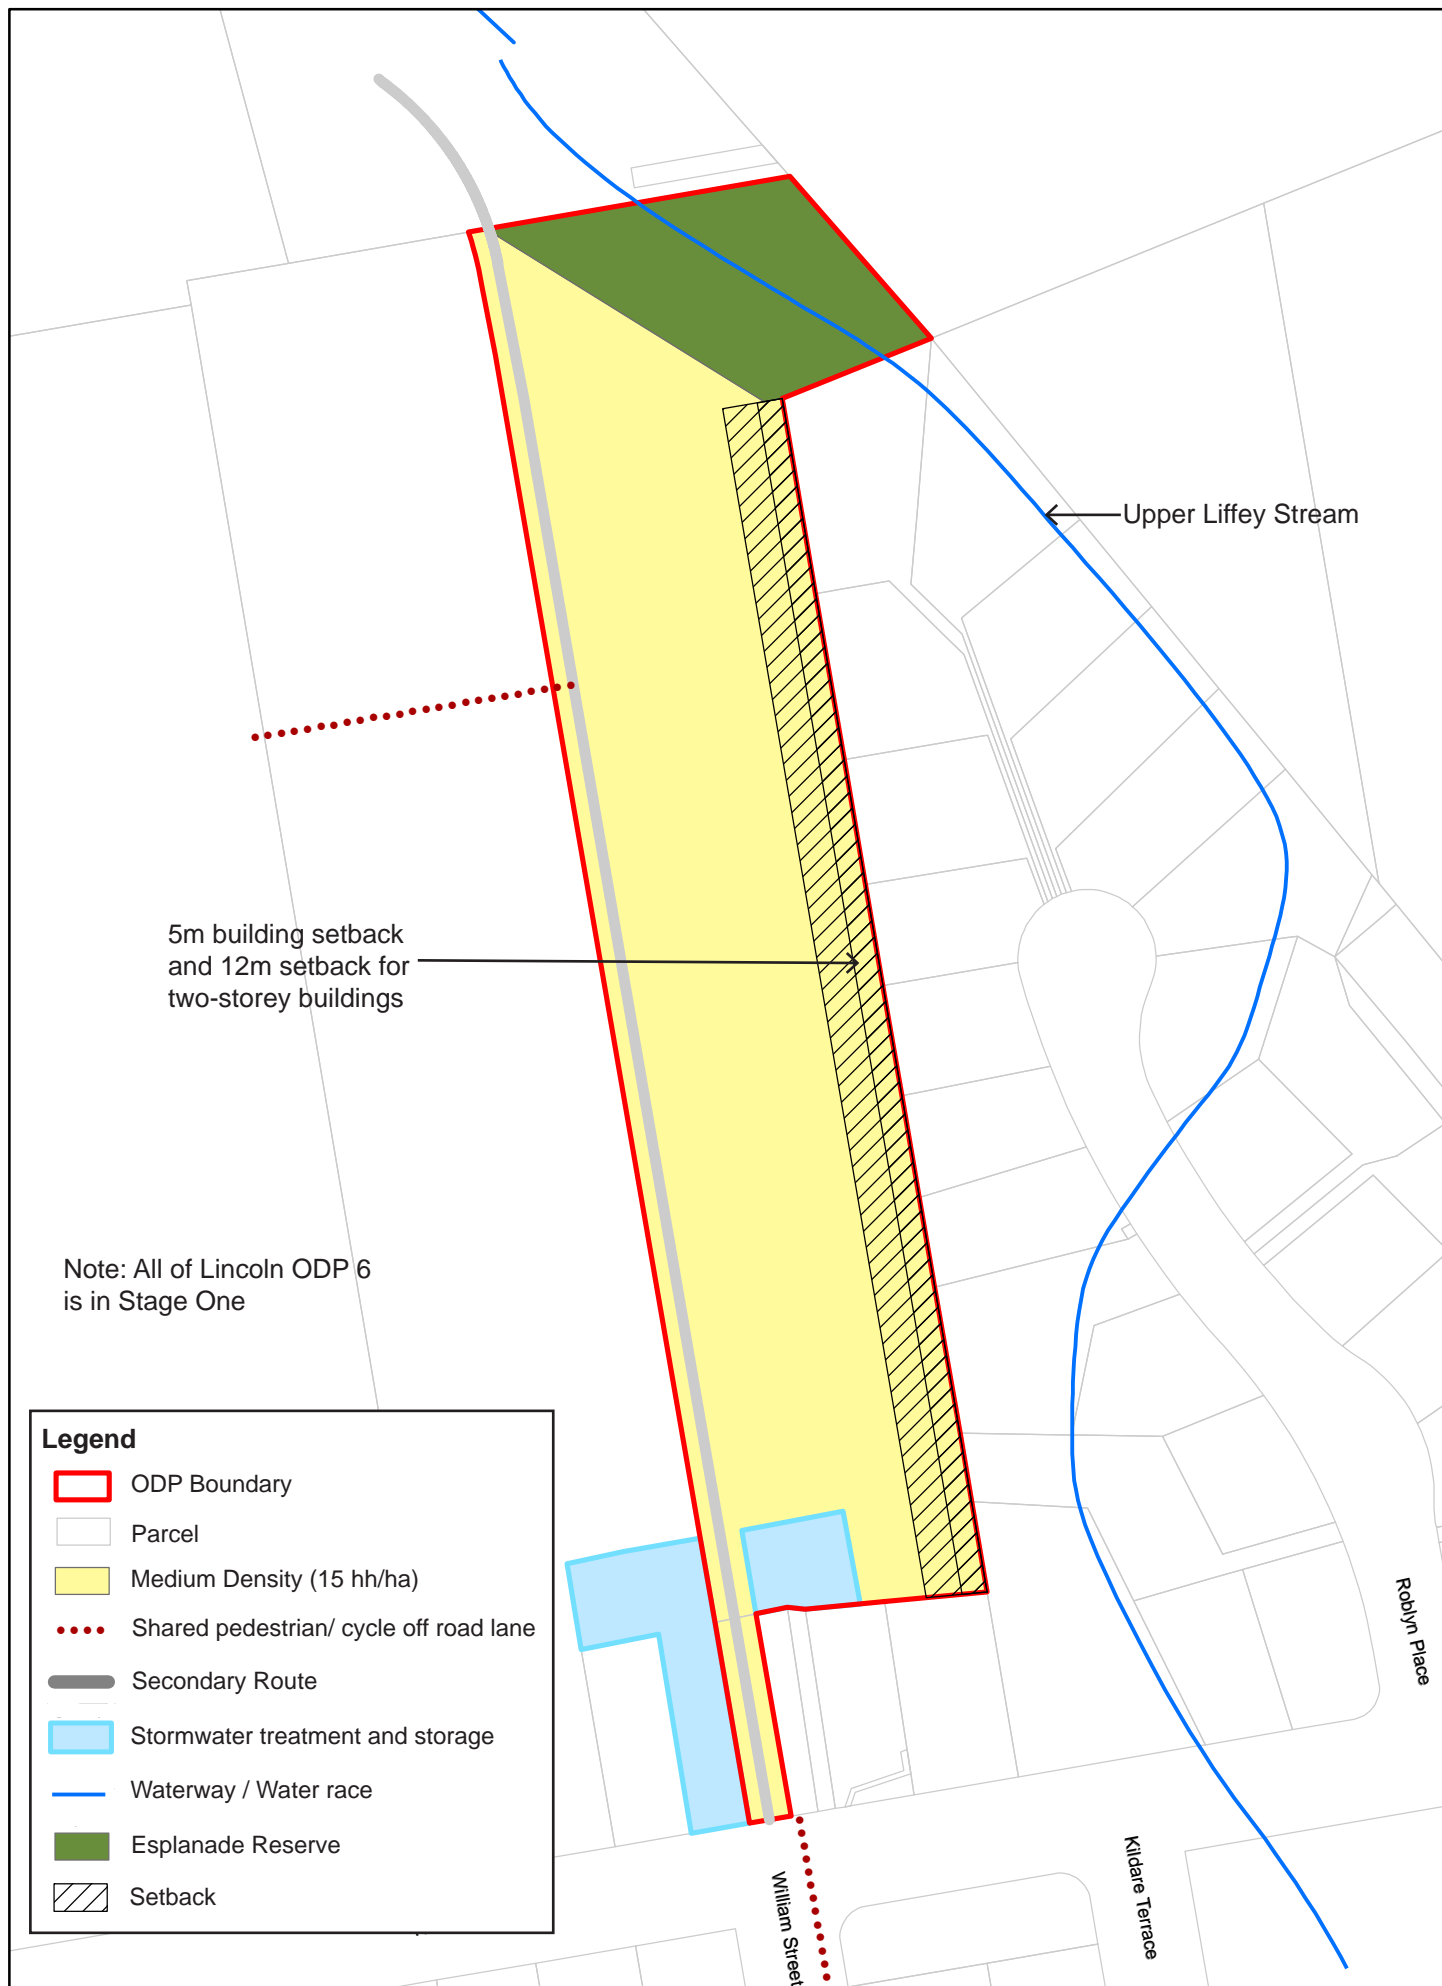 Upper Liffey Stream
5m building setback
and 12m setback for
two-storey buildings
Note: All of Lincoln ODP 6
is in Stage One
Legend
ODP Boundary
Parcel
Medium Density (15 hh/ha)
Shared pedestrian/ cycle off road lane
Secondary Route
Stormwater treatment and storage
Waterway / Water race
Esplanade Reserve
Setback
Roblyn Place
Kildare Terrace
William Street